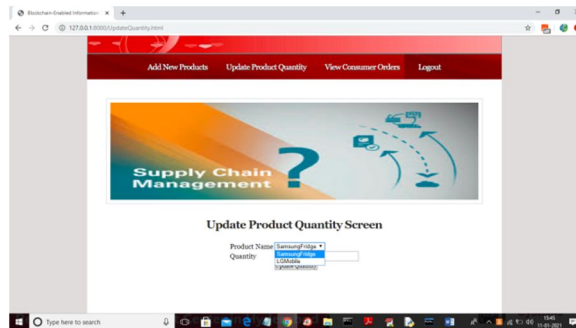 Blockchain Enabled Information
127.0.0.1:8000/UpdateQuantity.html
Add New Products Update Product Quantity View Consumer Orders Logout
Supply Chain
Management
?
Update Product Quantity Screen
Product Name SamsungFridge
SamsungFridge
Quantity
LGMobile
Update Quantity
Type here to search
15:45
11-01-2021